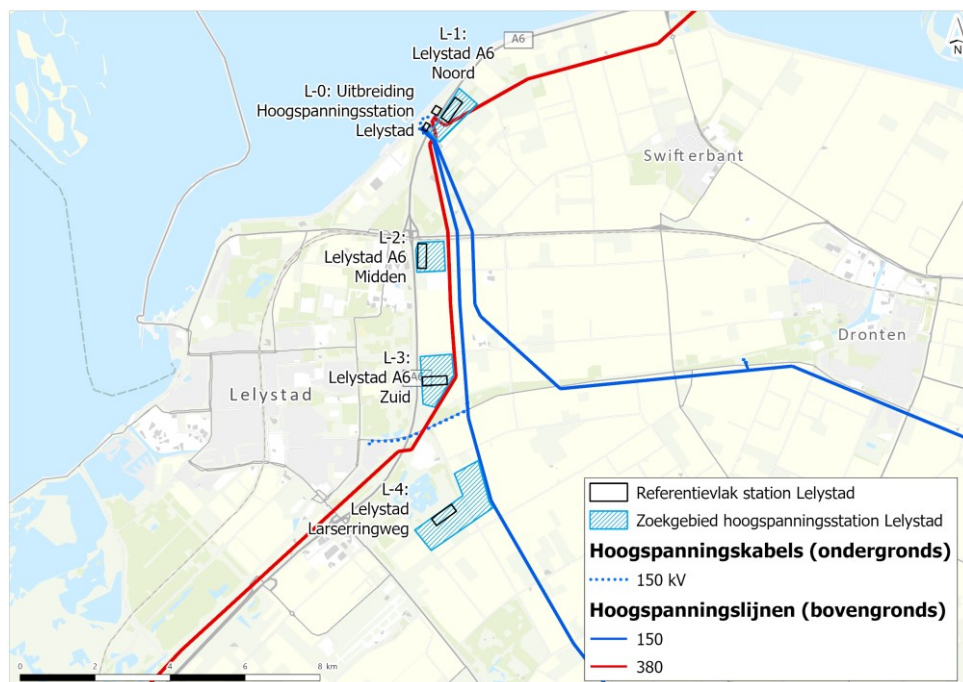 L-1:
Lelystad A6
Noord
A6
N
L-0: Uitbreiding
Hoogspanningsstation
Lelystad
Swifterbant
L-2:
Lelystad A6
Midden
Dronten
L-3:
Lelystad A6
Zuid
A6
Lelystad
L-4:
Lelystad
Larserringweg
Referentievlak station Lelystad
Zoekgebied hoogspanningsstation Lelystad
Hoogspanningskabels (ondergronds)
150 kV
Hoogspanningslijnen (bovengronds)
150
380
0 2 4 6 8 km